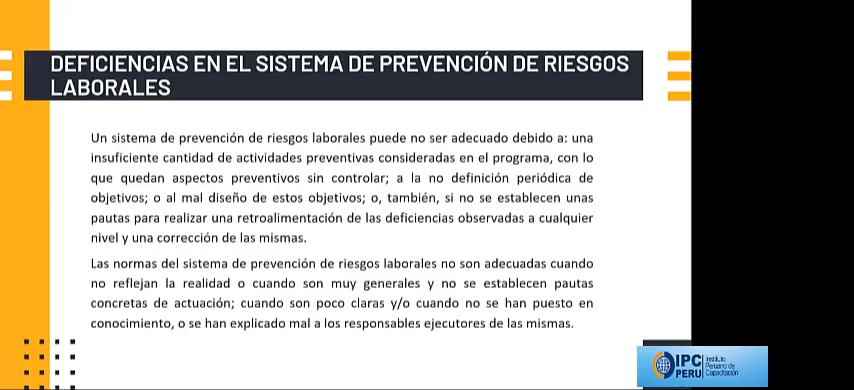 DEFICIENCIAS EN EL SISTEMA DE PREVENCIÓN DE RIESGOS
LABORALES
Un sistema de prevención de riesgos laborales puede no ser adecuado debido a: una
insuficiente cantidad de actividades preventivas consideradas en el programa, con lo
que quedan aspectos preventivos sin controlar; a la no definición periódica de
objetivos; o al mal diseño de estos objetivos; o, también, si no se establecen unas
pautas para realizar una retroalimentación de las deficiencias observadas a cualquier
nivel y una corrección de las mismas.
Las normas del sistema de prevención de riesgos laborales no son adecuadas cuando
no reflejan la realidad o cuando son muy generales y no se establecen pautas
concretas de actuación; cuando son poco claras y/o cuando no se han puesto en
conocimiento, o se han explicado mal a los responsables ejecutores de las mismas.
IPC
PERU
Instituto
Peruano de
Capacitación